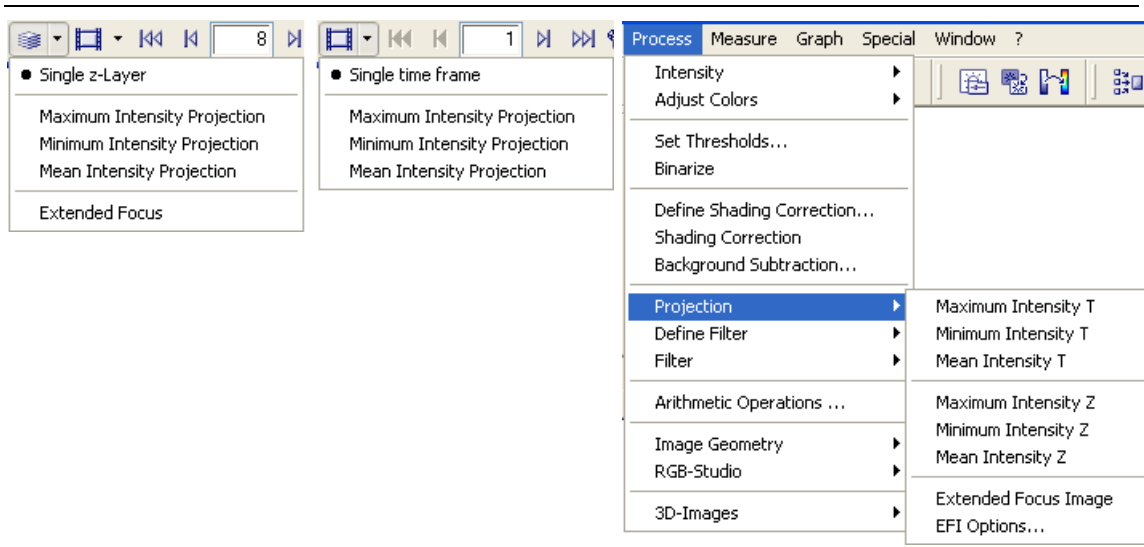 8
Single z-Layer
Maximum Intensity Projection
Minimum Intensity Projection
Mean Intensity Projection
Extended Focus
1
Single time frame
Maximum Intensity Projection
Minimum Intensity Projection
Mean Intensity Projection
Process Measure Graph Special Window ?
Intensity
Adjust Colors
Set Thresholds...
Binarize
Define Shading Correction...
Shading Correction
Background Subtraction...
Projection
Define Filter
Filter
Arithmetic Operations ...
Image Geometry
RGB-Studio
3D-Images
Maximum Intensity T
Minimum Intensity T
Mean Intensity T
Maximum Intensity Z
Minimum Intensity Z
Mean Intensity Z
Extended Focus Image
EFI Options...